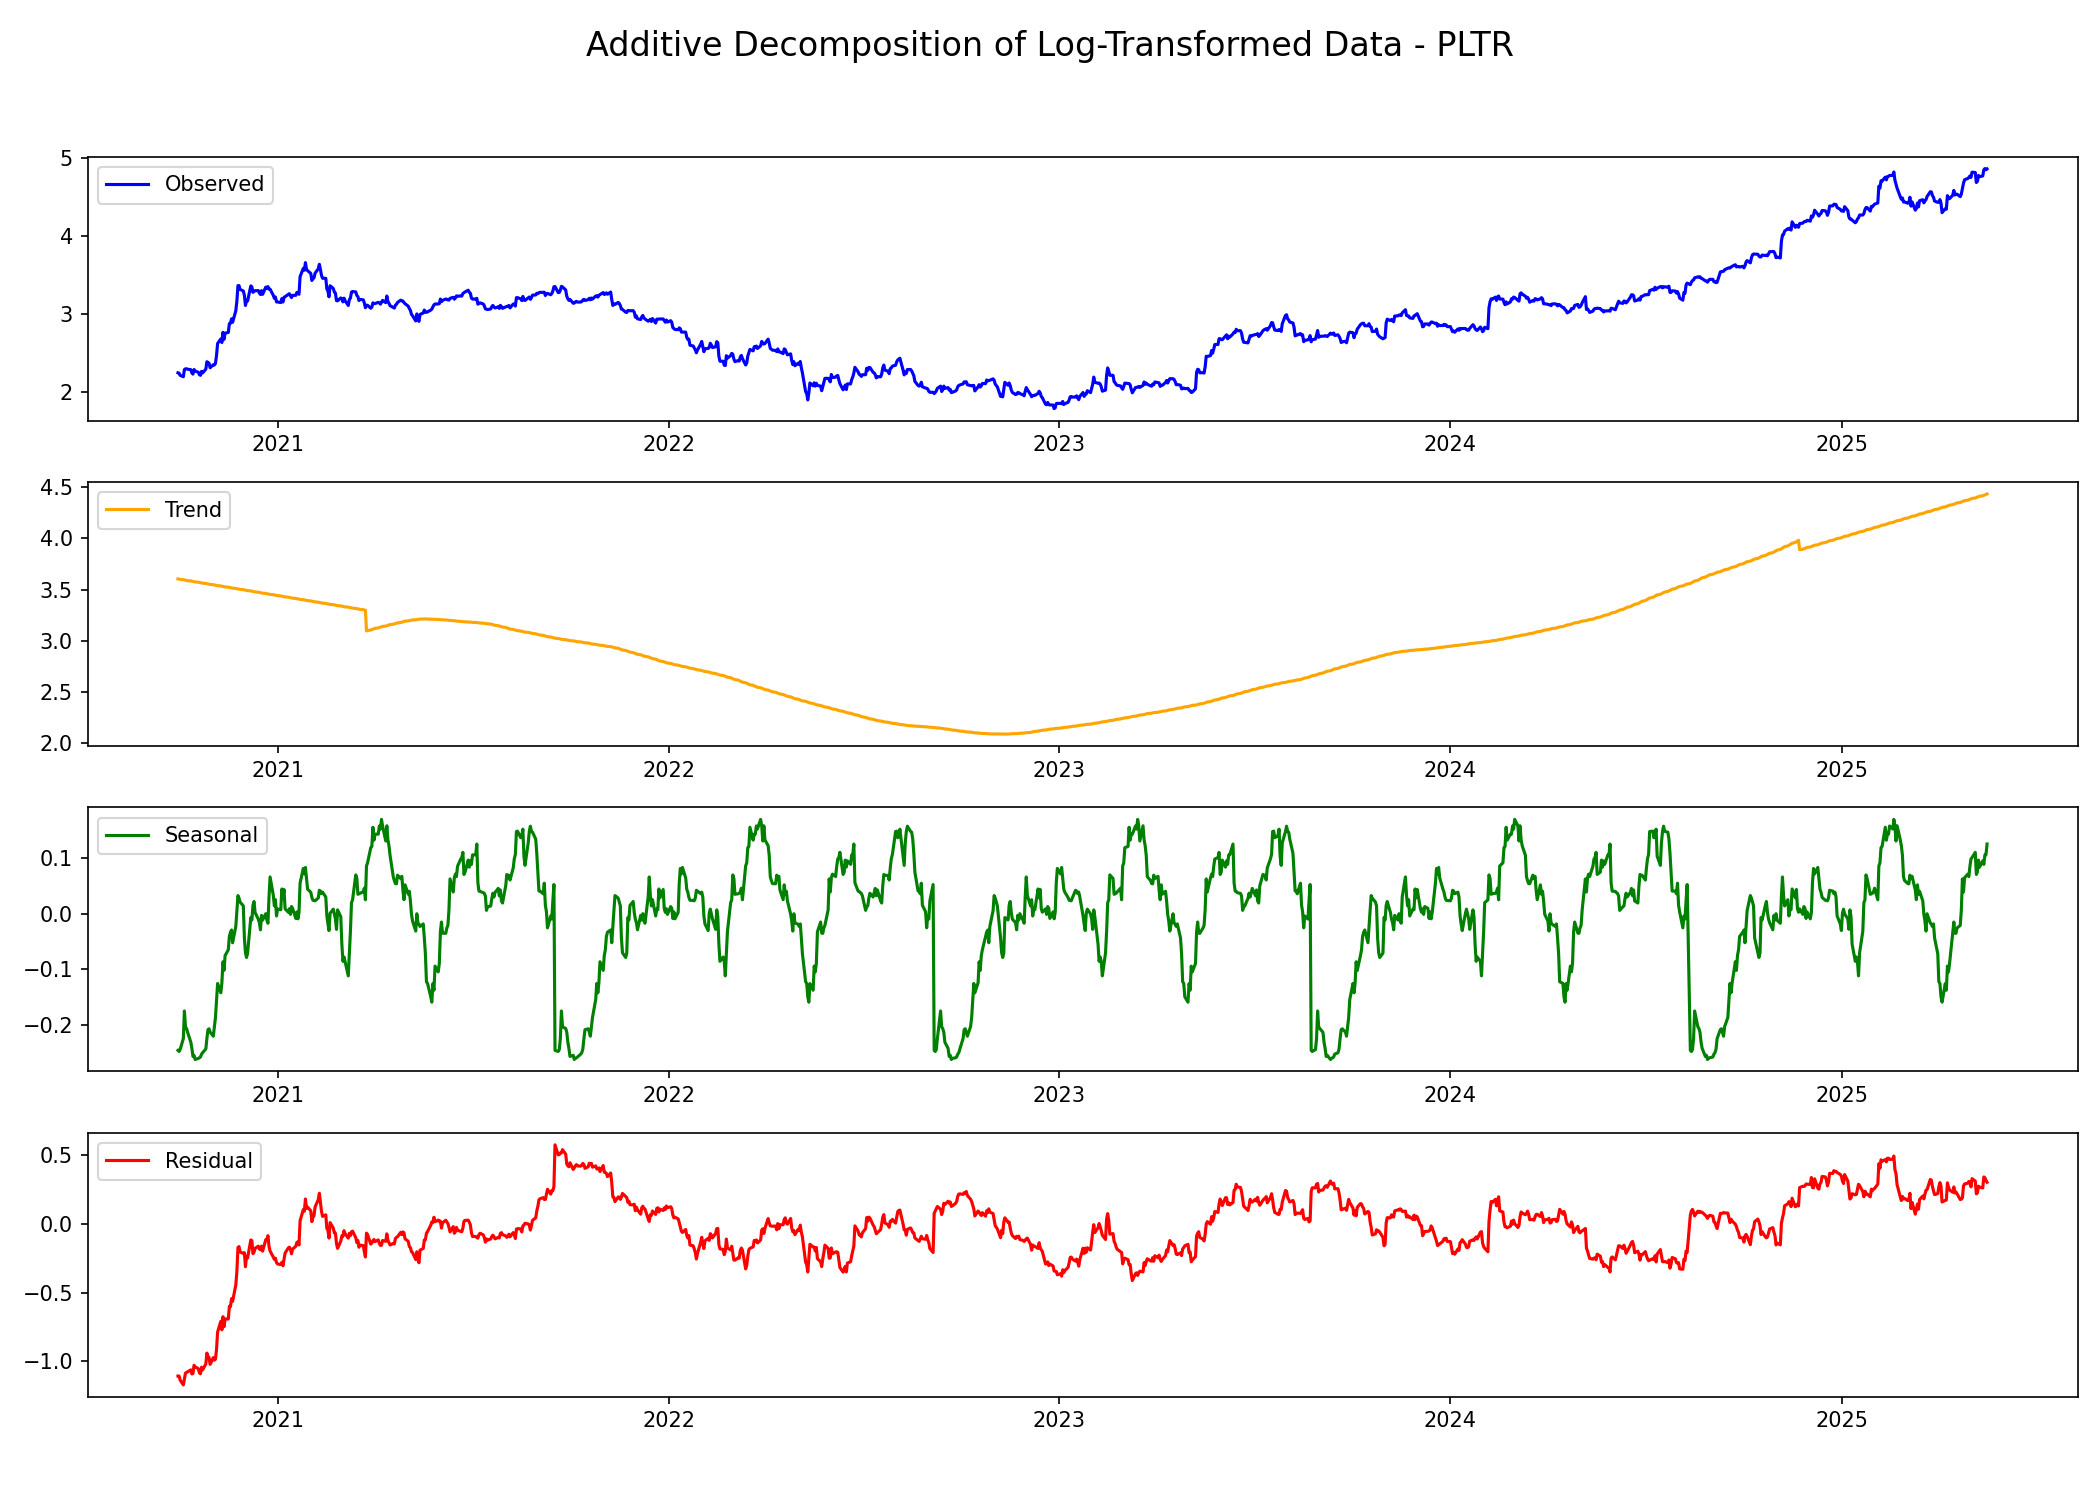 Additive Decomposition of Log-Transformed Data - PLTR
5
Observed
4
3
2
2021 2022 2023 2024 2025
4.5
Trend
4.0
3.5
3.0
2.5
2.0
2021 2022 2023 2024 2025
Seasonal
0.1
0.0
−0.1
−0.2
2021 2022 2023 2024 2025
0.5
Residual
0.0
−0.5
−1.0
2021 2022 2023 2024 2025